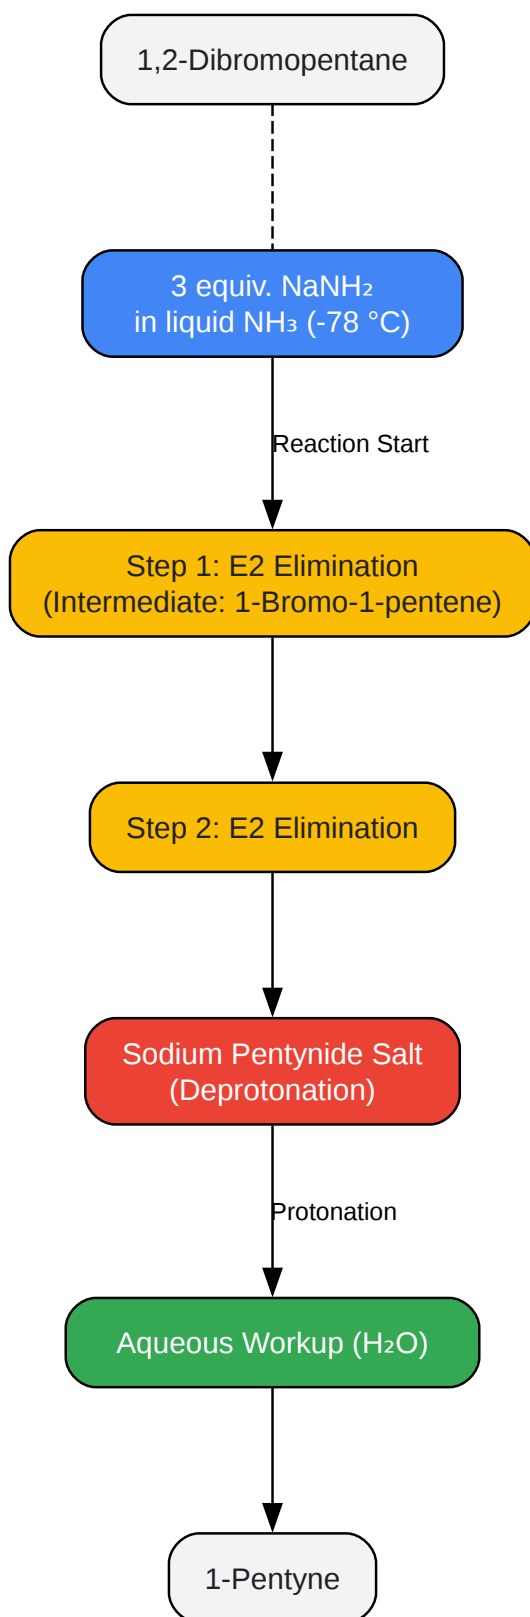 1,2-Dibromopentane
3 equiv. NaNH₂
in liquid NH₃ (-78 °C)
Reaction Start
Step 1: E2 Elimination
(Intermediate: 1-Bromo-1-pentene)
Step 2: E2 Elimination
Sodium Pentynide Salt
(Deprotonation)
Protonation
Aqueous Workup (H₂O)
1-Pentyne